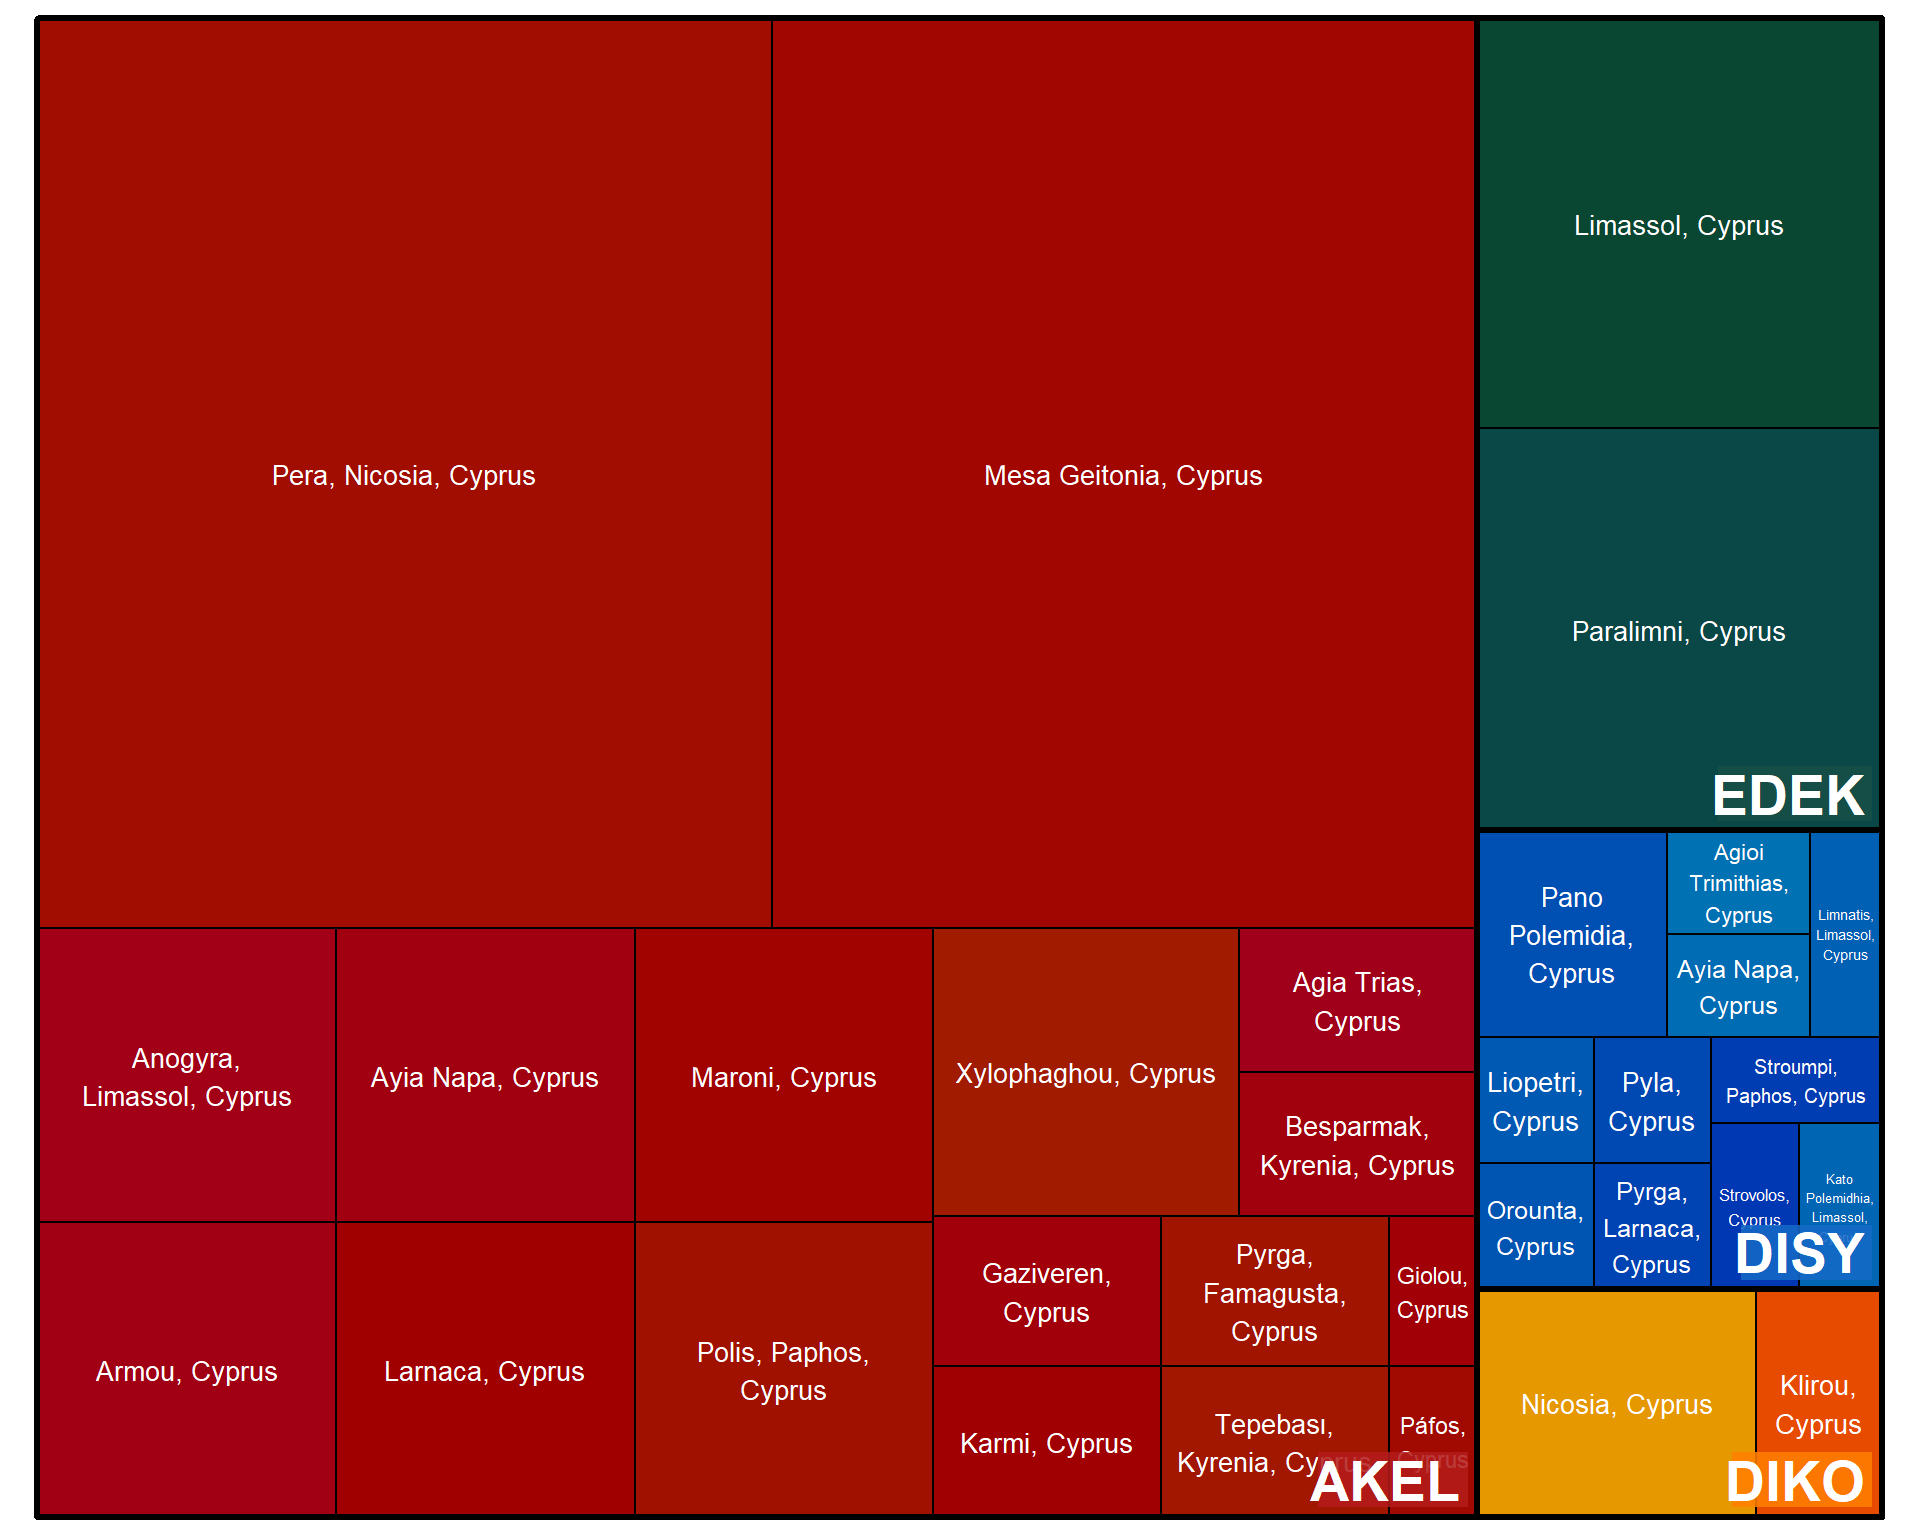 Pera, Nicosia, Cyprus
Mesa Geitonia, Cyprus
Anogyra,
Limassol, Cyprus
Ayia Napa, Cyprus
Maroni, Cyprus
Xylophaghou, Cyprus
Agia Trias,
Cyprus
Besparmak,
Kyrenia, Cyprus
Armou, Cyprus
Larnaca, Cyprus
Polis, Paphos,
Cyprus
Gaziveren,
Cyprus
Pyrga,
Famagusta,
Cyprus
Giolou,
Cyprus
Karmi, Cyprus
Tepebası,
Kyrenia, Cyprus
Páfos,
Cyprus
AKEL
Limassol, Cyprus
Paralimni, Cyprus
EDEK
Pano
Polemidia,
Cyprus
Agioi
Trimithias,
Cyprus
Ayia Napa,
Cyprus
Limnatis,
Limassol,
Cyprus
Liopetri,
Cyprus
Pyla,
Cyprus
Stroumpi,
Paphos, Cyprus
Orounta,
Cyprus
Pyrga,
Larnaca,
Cyprus
Strovolos,
Cyprus
Kato
Polemidhia,
Limassol,
DISY
Nicosia, Cyprus
Klirou,
Cyprus
DIKO